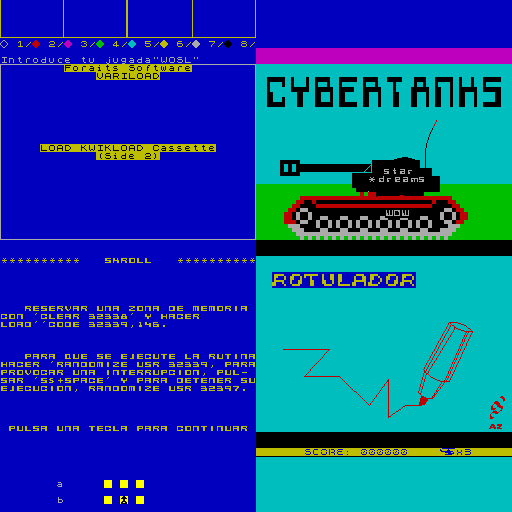 1/ 2/ 3/ 4/ 5/ 6/ 7/ 8/
Introduce tu jugada"WOSL"
Foraits Software
VARILOAD
LOAD KWIKLOAD Cassette
(Side 2)
CYBERTANKS
star
*dreams
WOW
********** SKROLL **********
RESERVAR UNA ZONA DE MEMORIA
CON 'CLEAR 32338' Y HACER
LOAD''CODE 32339,146.
PARA QUE SE EJECUTE LA RUTINA
HACER 'RANDOMIZE USR 32339, PARA
PROVOCAR UNA INTERRUPCION, PUL-
SAR 'SS+SPACE' Y PARA DETENER SU
EJECUCION, RANDOMIZE USR 32397.
PULSA UNA TECLA PARA CONTINUAR
a
b
ROTULADOR
AZ
SCORE: 000000 x3